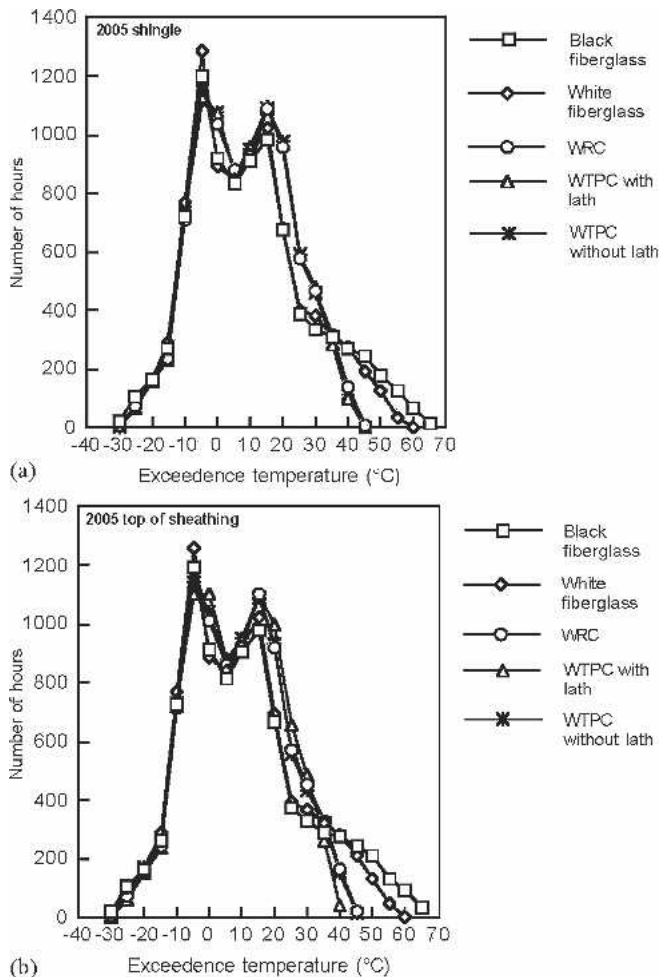 2005 shingle
1400
1200
1000
800
600
400
200
0
Number of hours
-40 -30 -20 -10 0 10 20 30 40 50 60 70
Exceedence temperature (°C)
(a)
Black
fiberglass
White
fiberglass
WRC
WTPC with
lath
WTPC
without lath
2005 top of sheathing
1400
1200
1000
800
600
400
200
0
Number of hours
-40 -30 -20 -10 0 10 20 30 40 50 60 70
Exceedence temperature (°C)
(b)
Black
fiberglass
White
fiberglass
WRC
WTPC with
lath
WTPC
without lath